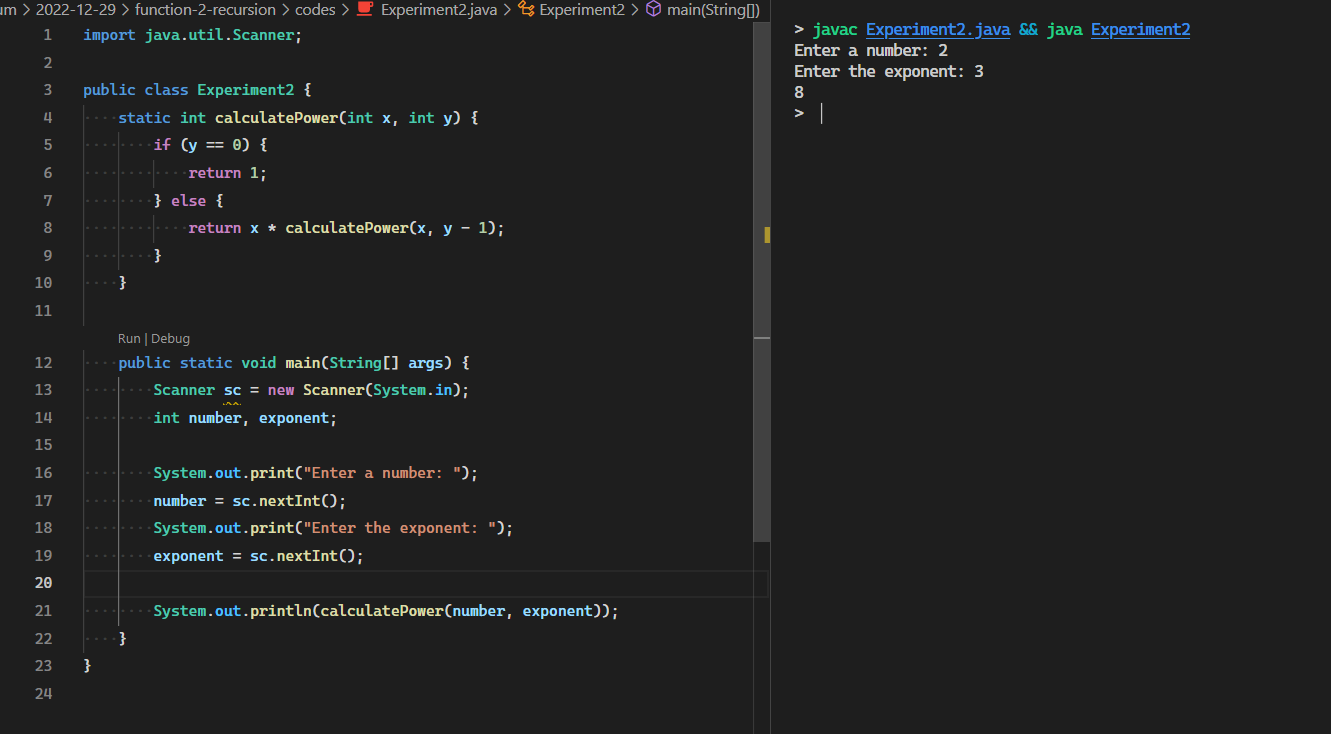 um > 2022-12-29 > function-2-recursion > codes > Experiment2.java > Experiment2 > main(String[])
1 import java.util.Scanner;
2
3 public class Experiment2 {
4 static int calculatePower(int x, int y) {
5 if (y == 0) {
6 return 1;
7 } else {
8 return x * calculatePower(x, y - 1);
9 }
10 }
11
Run | Debug
12 public static void main(String[] args) {
13 Scanner sc = new Scanner(System.in);
14 int number, exponent;
15
16 System.out.print("Enter a number: ");
17 number = sc.nextInt();
18 System.out.print("Enter the exponent: ");
19 exponent = sc.nextInt();
20
21 System.out.println(calculatePower(number, exponent));
22 }
23 }
24
> javac Experiment2.java && java Experiment2
Enter a number: 2
Enter the exponent: 3
8
>